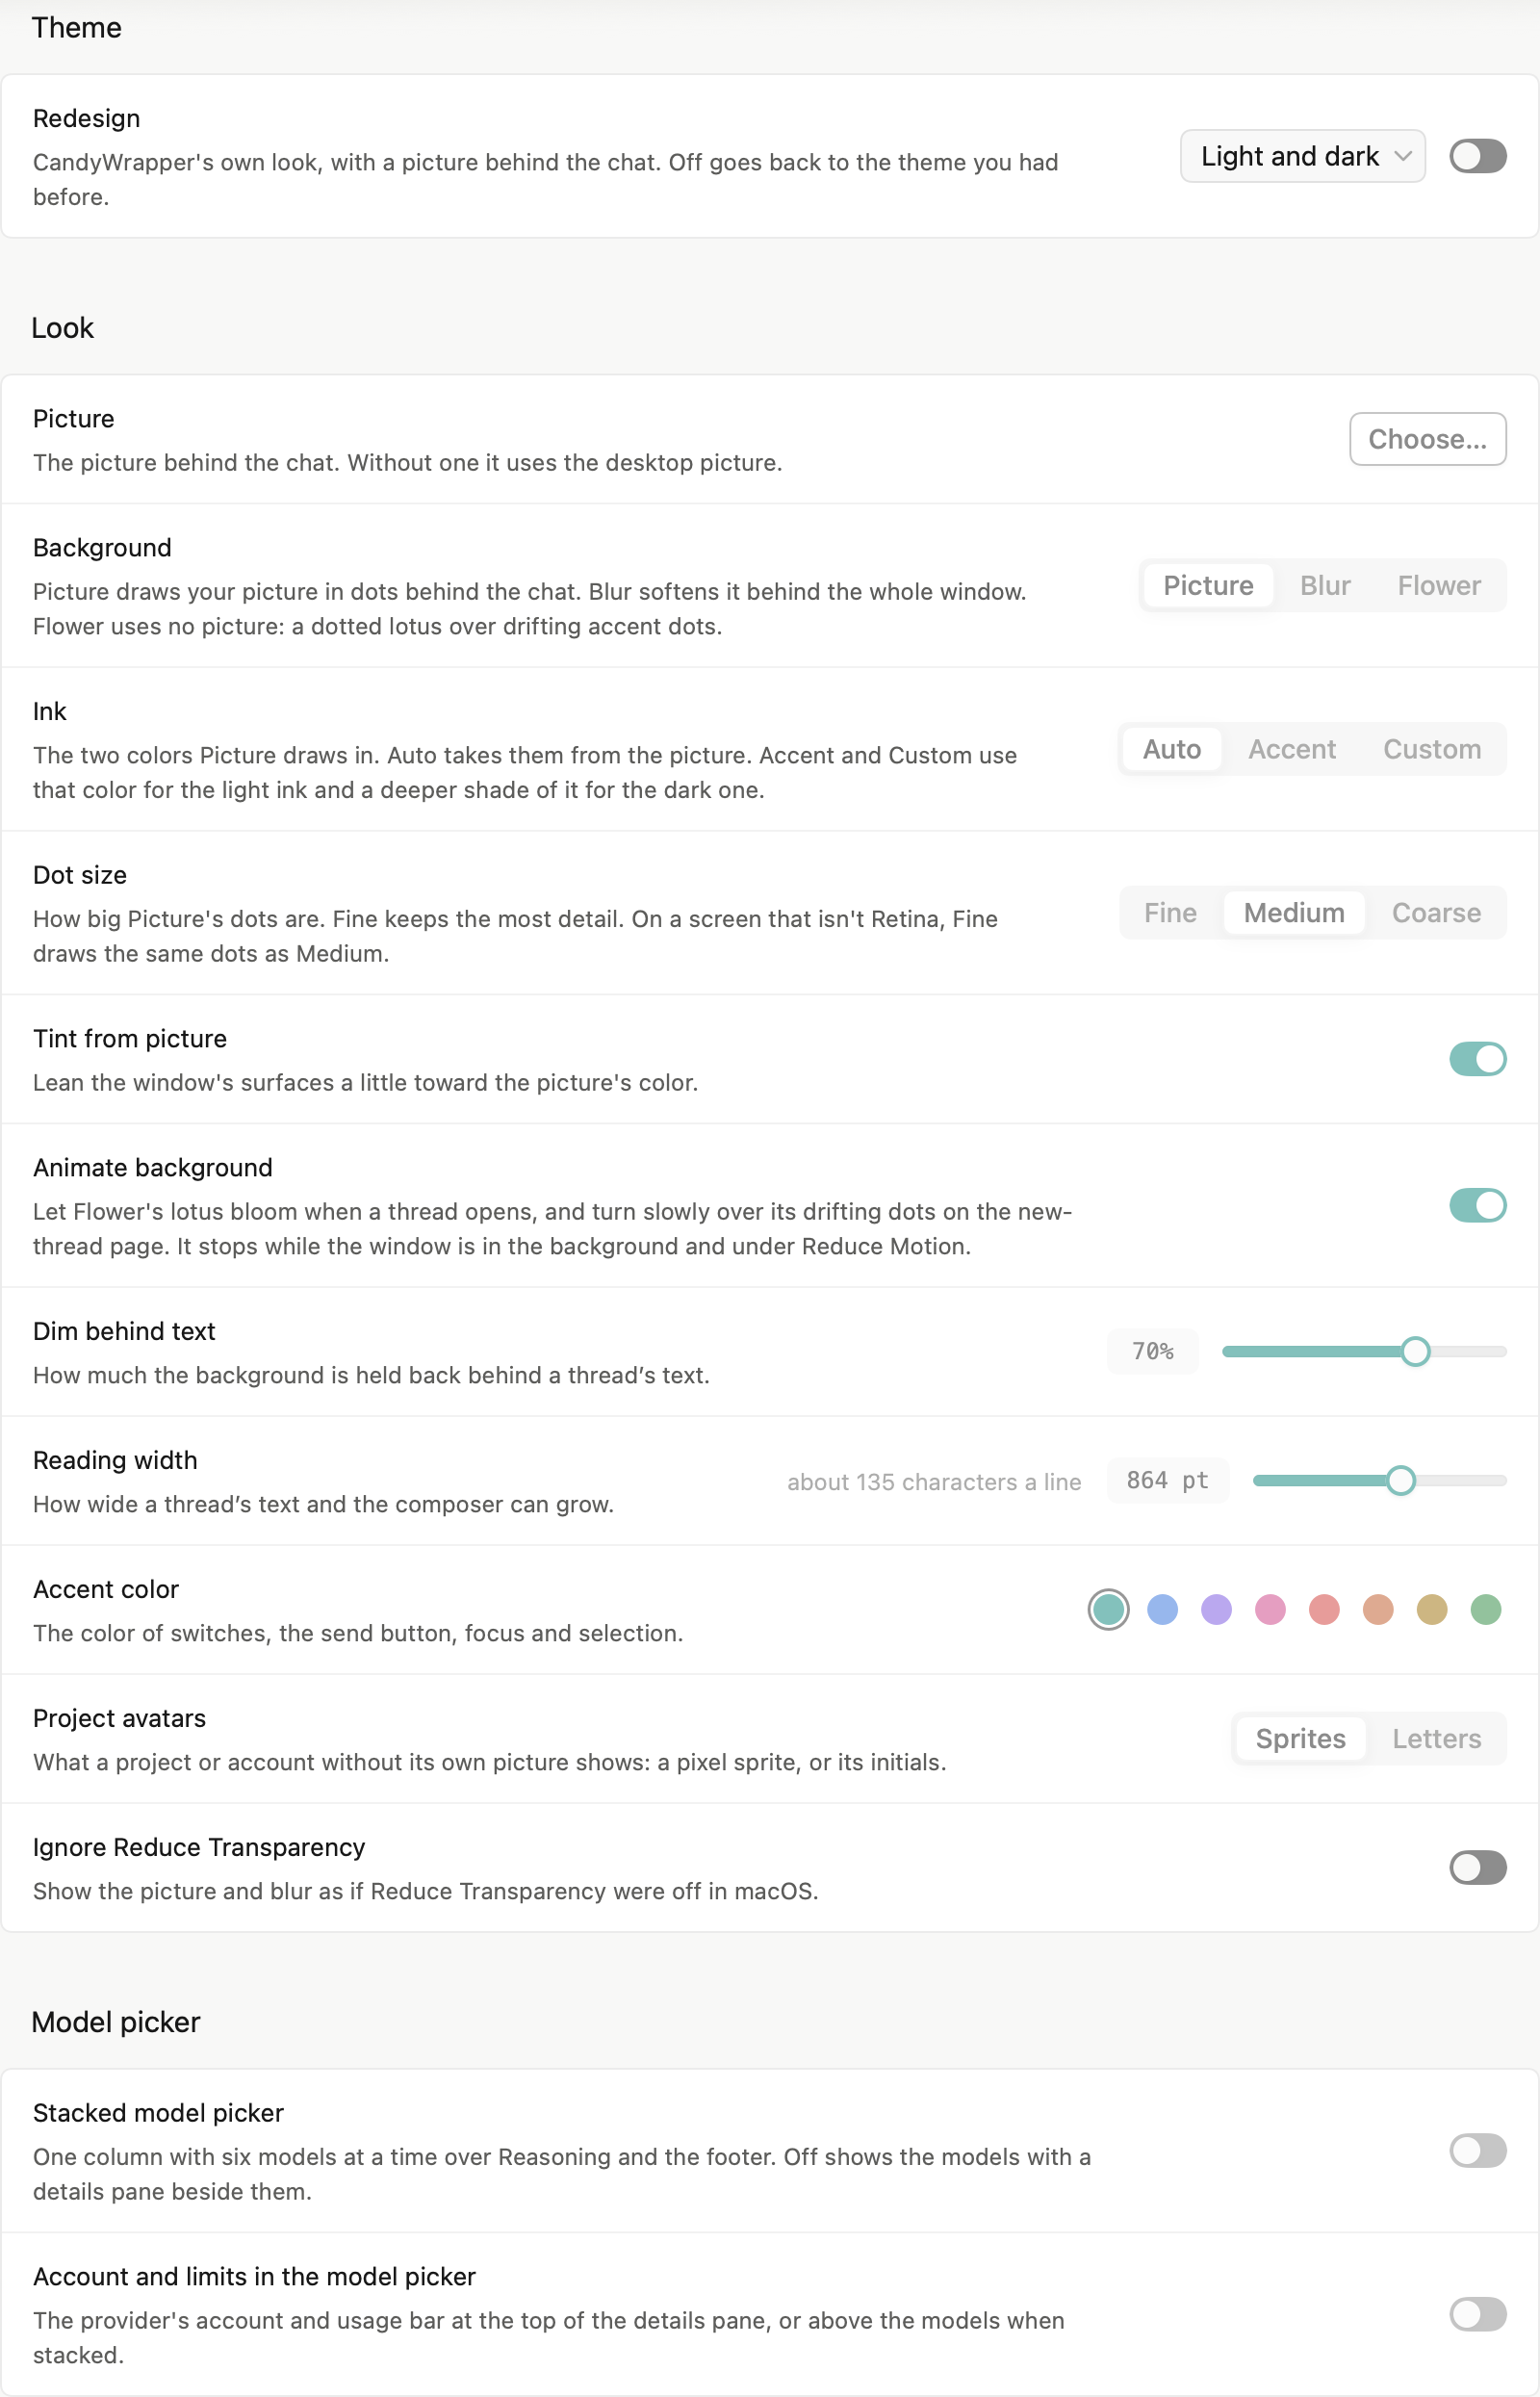 Theme
Redesign
CandyWrapper's own look, with a picture behind the chat. Off goes back to the theme you had
before.
Light and dark
Look
Picture
The picture behind the chat. Without one it uses the desktop picture.
Choose...
Background
Picture draws your picture in dots behind the chat. Blur softens it behind the whole window.
Flower uses no picture: a dotted lotus over drifting accent dots.
Picture Blur Flower
Ink
The two colors Picture draws in. Auto takes them from the picture. Accent and Custom use
that color for the light ink and a deeper shade of it for the dark one.
Auto Accent Custom
Dot size
How big Picture's dots are. Fine keeps the most detail. On a screen that isn't Retina, Fine
draws the same dots as Medium.
Fine Medium Coarse
Tint from picture
Lean the window's surfaces a little toward the picture's color.
Animate background
Let Flower's lotus bloom when a thread opens, and turn slowly over its drifting dots on the new-
thread page. It stops while the window is in the background and under Reduce Motion.
Dim behind text
How much the background is held back behind a thread’s text.
70%
Reading width
How wide a thread’s text and the composer can grow.
about 135 characters a line 864 pt
Accent color
The color of switches, the send button, focus and selection.
Project avatars
What a project or account without its own picture shows: a pixel sprite, or its initials.
Sprites Letters
Ignore Reduce Transparency
Show the picture and blur as if Reduce Transparency were off in macOS.
Model picker
Stacked model picker
One column with six models at a time over Reasoning and the footer. Off shows the models with a
details pane beside them.
Account and limits in the model picker
The provider's account and usage bar at the top of the details pane, or above the models when
stacked.